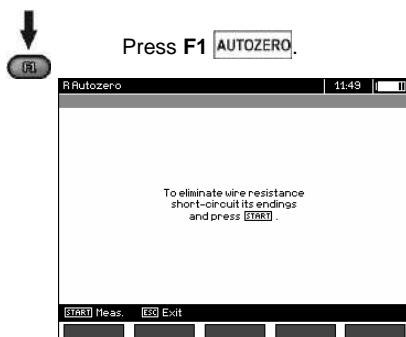 Press F1 AUTOZERO.
F1
R Autozero 11:49
To eliminate wire resistance
short-circuit its endings
and press START .
START Meas. ESC Exit